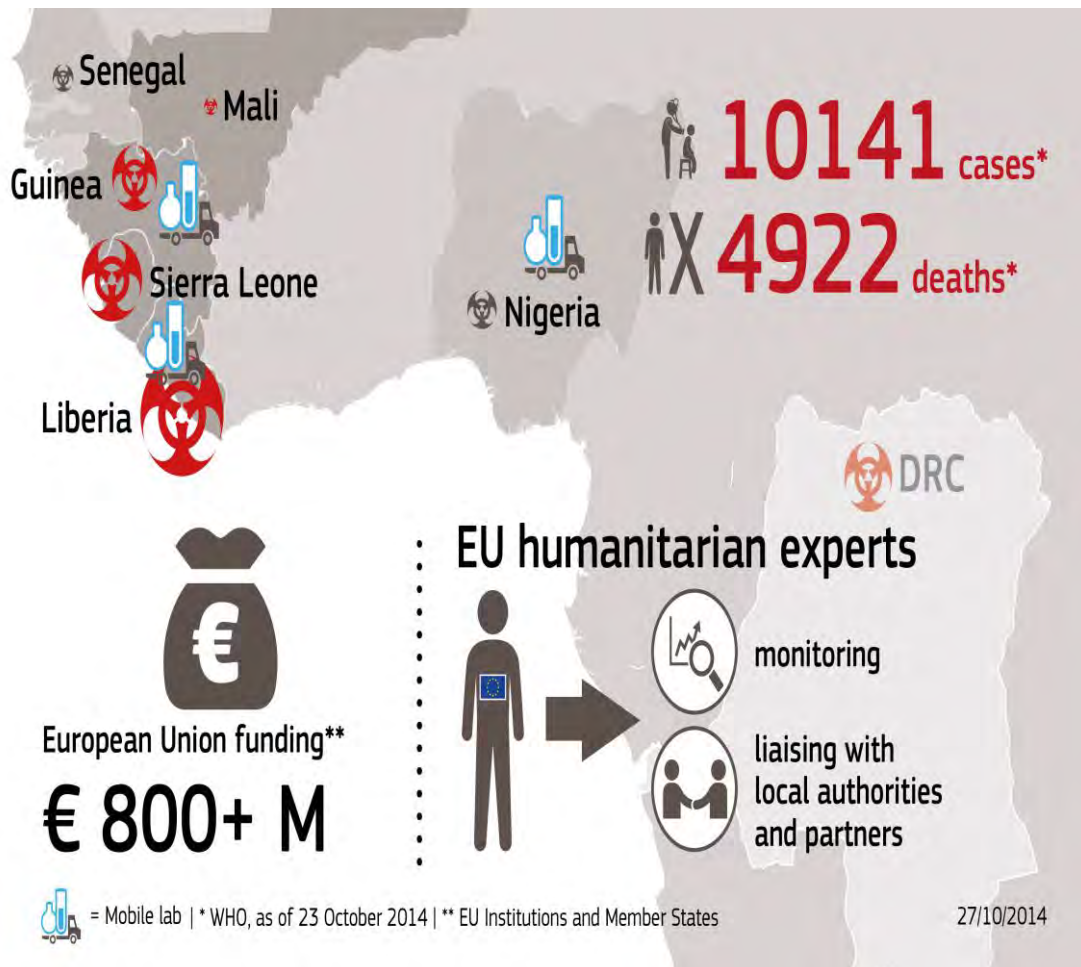 Senegal
Mali
Guinea
Sierra Leone
Liberia
Nigeria
10141 cases*
X 4922 deaths*
DRC
€
European Union funding**
€ 800+ M
EU humanitarian experts
monitoring
liaising with
local authorities
and partners
= Mobile lab | * WHO, as of 23 October 2014 | ** EU Institutions and Member States
27/10/2014